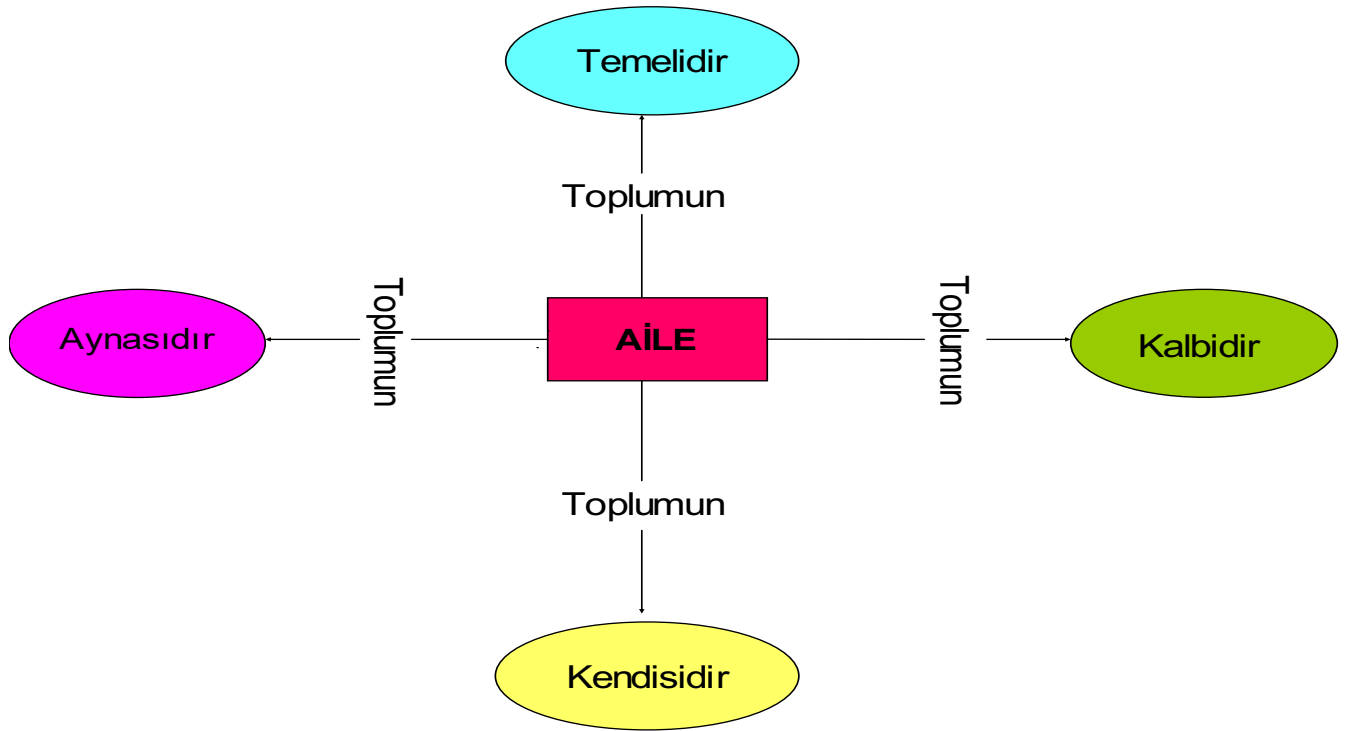 Temelidir
Toplumun
Aynasıdır
Toplumun
AİLE
Toplumun
Kalbidir
Toplumun
Kendisidir